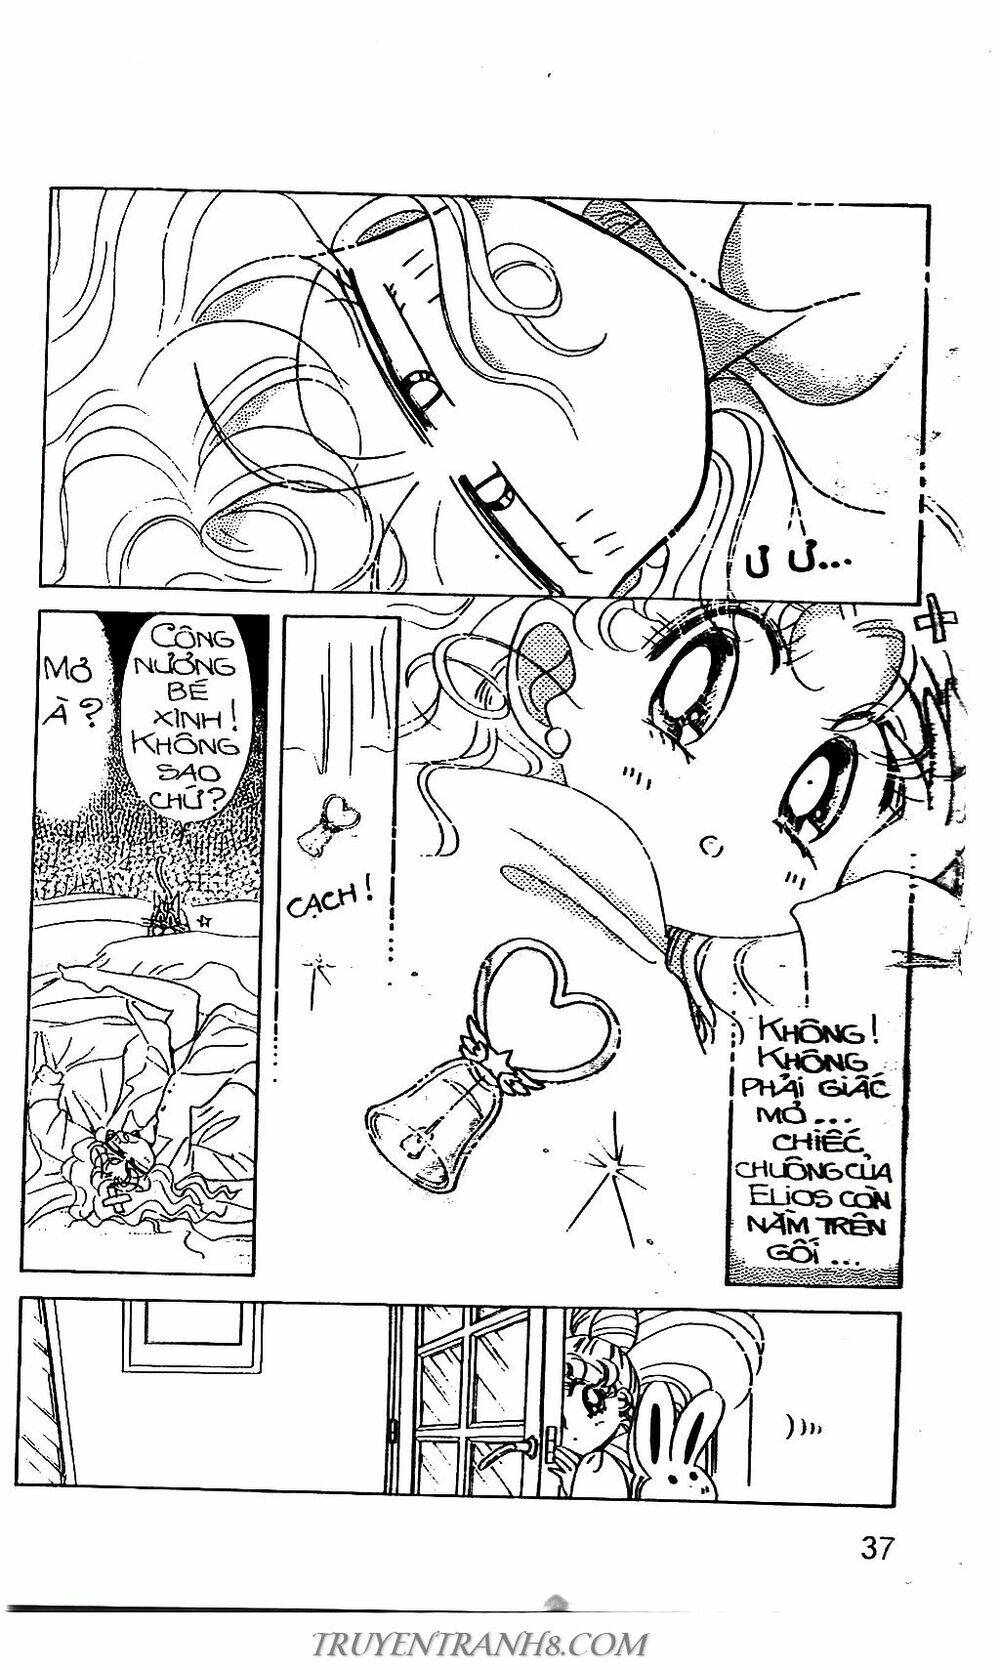 Ư Ư...
CÔNG
NƯƠNG
BÉ
XINH!
KHÔNG
SAO
CHỨ?
MƠ
À?
CẠCH!
KHÔNG!
KHÔNG
PHẢI GIẤC
MƠ...
CHIẾC
CHUÔNG CỦA
ELIOS CÒN
NẰM TRÊN
GỐI...
37
TRUYENTRANH8.COM